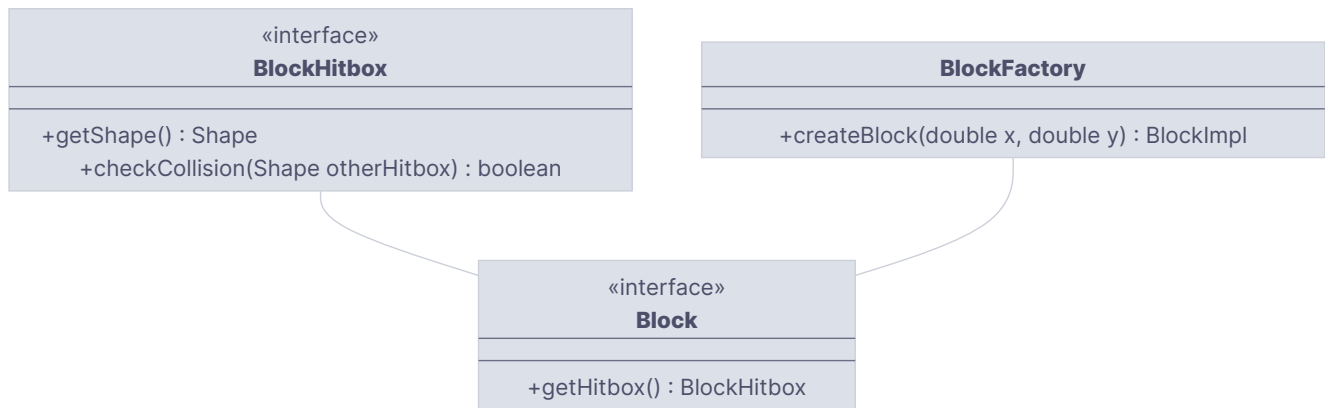 «interface»
BlockHitbox
+getShape() : Shape
+checkCollision(Shape otherHitbox) : boolean
BlockFactory
+createBlock(double x, double y) : BlockImpl
«interface»
Block
+getHitbox() : BlockHitbox